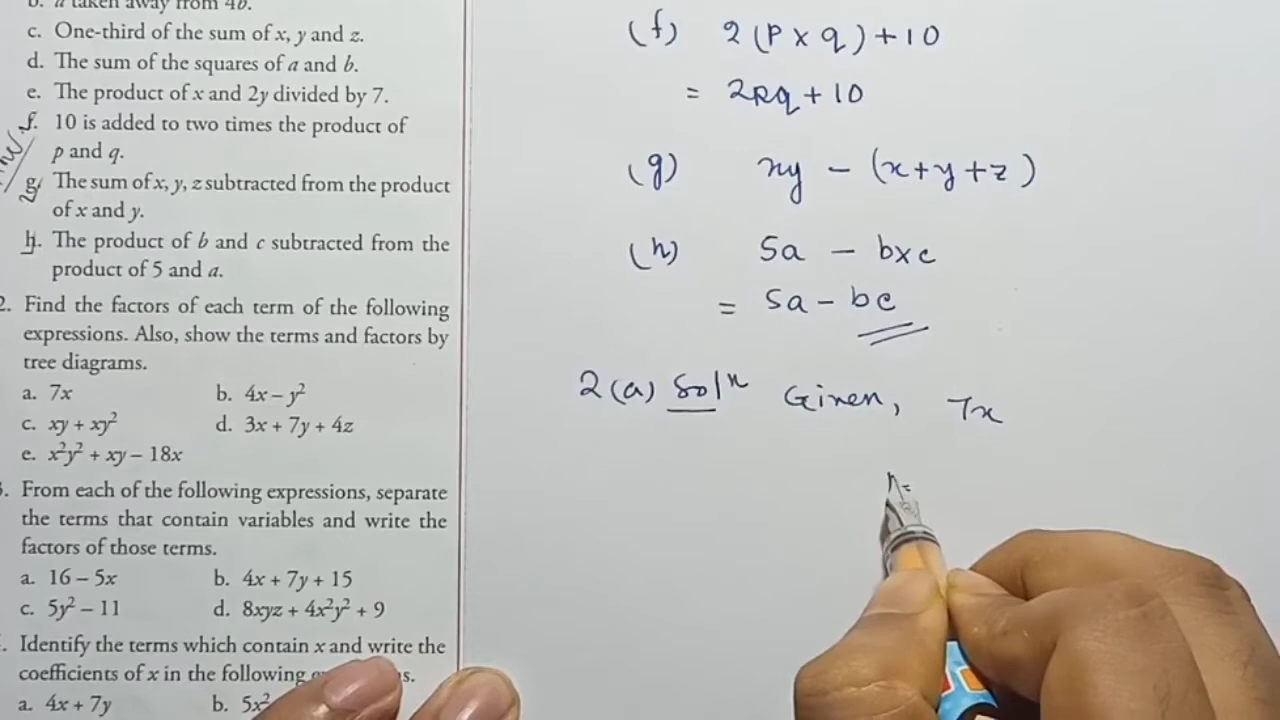 b. a taken away from 4b.
c. One-third of the sum of x, y and z.
d. The sum of the squares of a and b.
e. The product of x and 2y divided by 7.
f. 10 is added to two times the product of
p and q.
g. The sum of x, y, z subtracted from the product
of x and y.
h. The product of b and c subtracted from the
product of 5 and a.
2. Find the factors of each term of the following
expressions. Also, show the terms and factors by
tree diagrams.
a. 7x b. 4x – y²
c. xy + xy² d. 3x + 7y + 4z
e. x²y² + xy – 18x
3. From each of the following expressions, separate
the terms that contain variables and write the
factors of those terms.
a. 16 – 5x b. 4x + 7y + 15
c. 5y² – 11 d. 8xyz + 4x²y² + 9
. Identify the terms which contain x and write the
coefficients of x in the following
a. 4x + 7y b. 5x²
(f) 2(p × q) + 10
= 2pq + 10
(g) xy – (x+y+z)
(h) 5a – b×c
= 5a – bc
2(a) Solⁿ Given, 7x